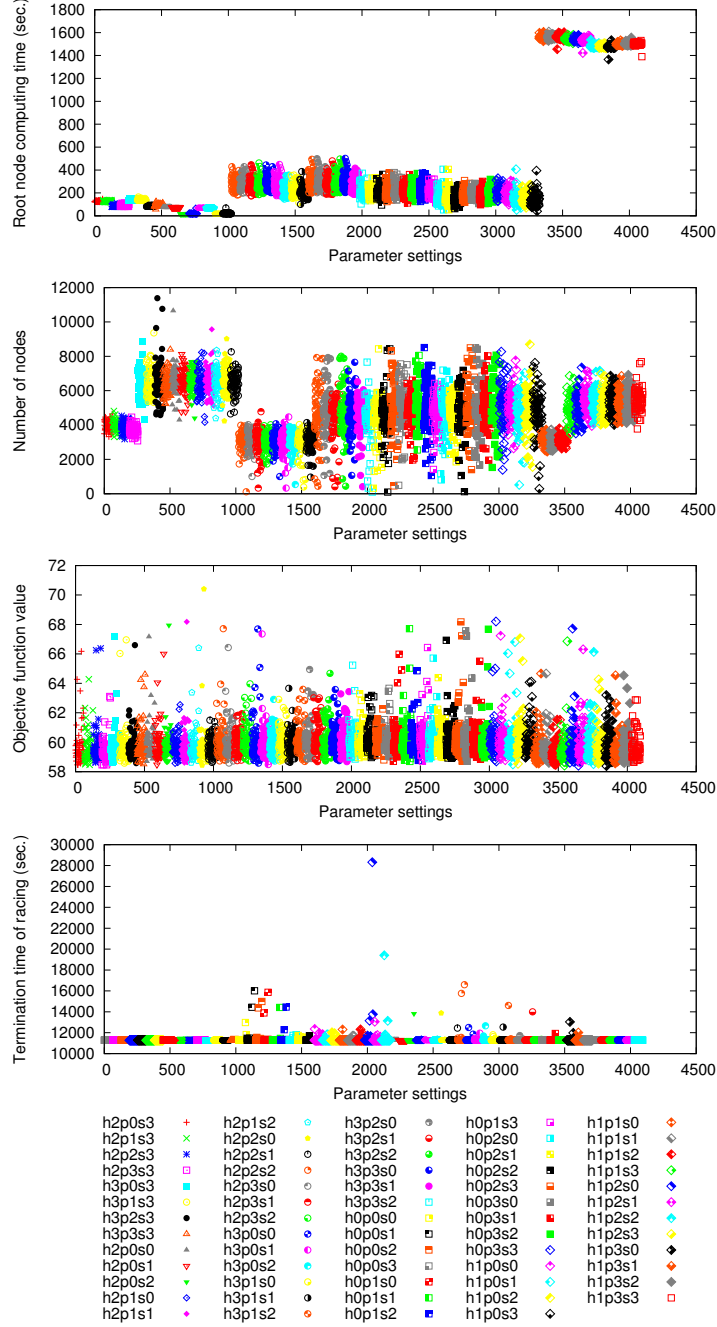 Root node computing time (sec.)
1800
1600
1400
1200
1000
800
600
400
200
0
0 500 1000 1500 2000 2500 3000 3500 4000 4500
Parameter settings
Number of nodes
12000
10000
8000
6000
4000
2000
0
0 500 1000 1500 2000 2500 3000 3500 4000 4500
Parameter settings
Objective function value
72
70
68
66
64
62
60
58
0 500 1000 1500 2000 2500 3000 3500 4000 4500
Parameter settings
Termination time of racing (sec.)
30000
28000
26000
24000
22000
20000
18000
16000
14000
12000
10000
0 500 1000 1500 2000 2500 3000 3500 4000 4500
Parameter settings
h2p0s3 h2p1s2 h3p2s0 h0p1s3 h1p1s0
h2p1s3 h2p2s0 h3p2s1 h0p2s0 h1p1s1
h2p2s3 h2p2s1 h3p2s2 h0p2s1 h1p1s2
h2p3s3 h2p2s2 h3p3s0 h0p2s2 h1p1s3
h3p0s3 h2p3s0 h3p3s1 h0p2s3 h1p2s0
h3p1s3 h2p3s1 h3p3s2 h0p3s0 h1p2s1
h3p2s3 h2p3s2 h0p0s0 h0p3s1 h1p2s2
h3p3s3 h3p0s0 h0p0s1 h0p3s2 h1p2s3
h2p0s0 h3p0s1 h0p0s2 h0p3s3 h1p3s0
h2p0s1 h3p0s2 h0p0s3 h1p0s0 h1p3s1
h2p0s2 h3p1s0 h0p1s0 h1p0s1 h1p3s2
h2p1s0 h3p1s1 h0p1s1 h1p0s2 h1p3s3
h2p1s1 h3p1s2 h0p1s2 h1p0s3